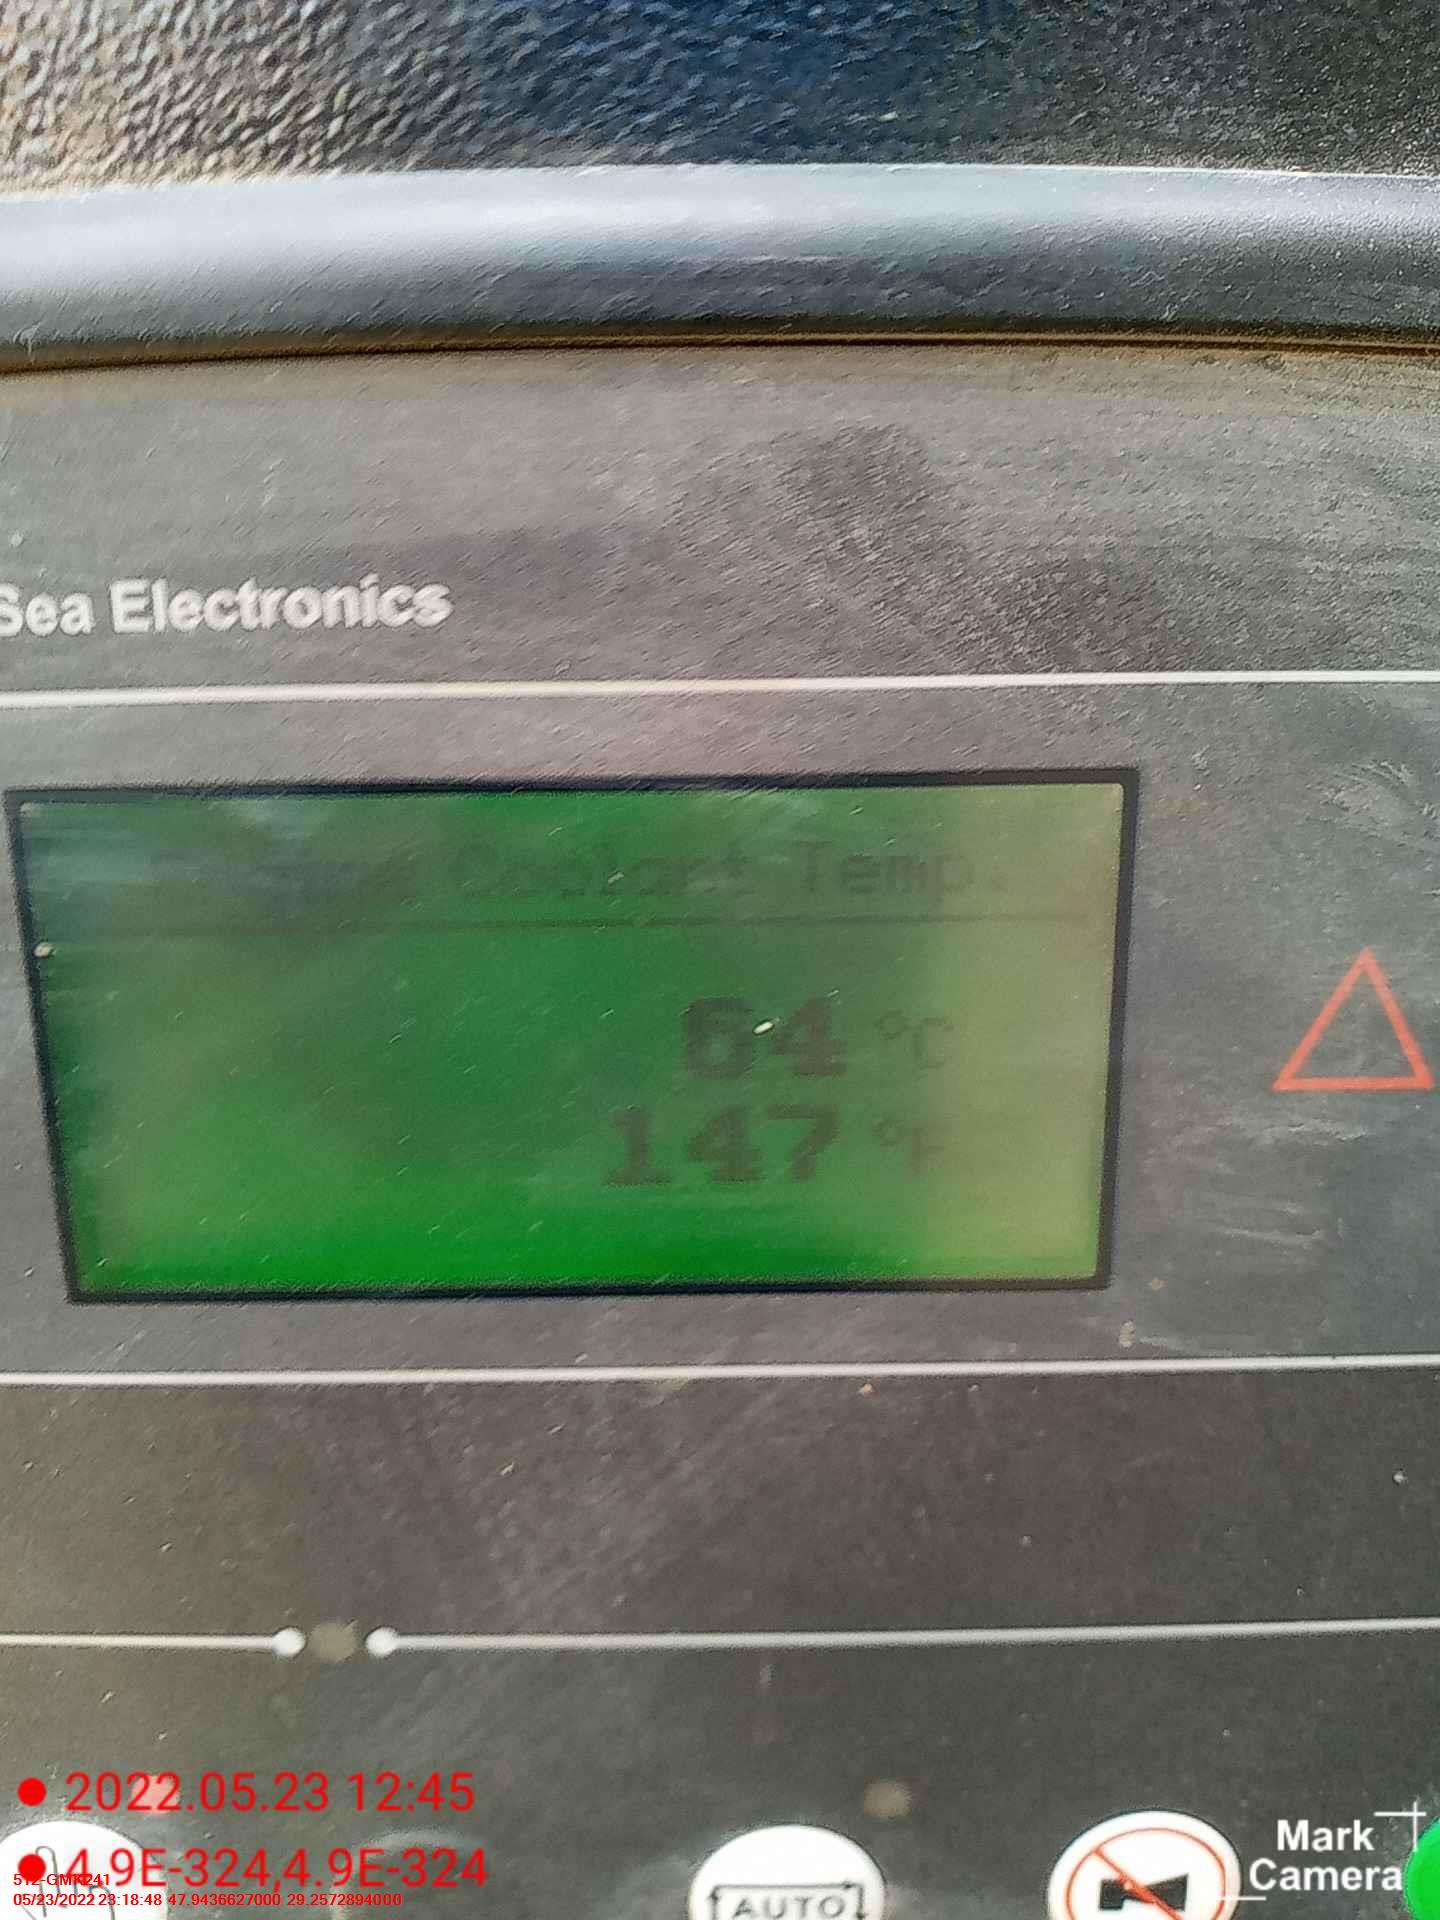 Sea Electronics
Engine Coolant Temp.
64 °C
147 °F
2022.05.23 12:45
4.9E-324,4.9E-324
05/23/2022 23:18:48 47.9436627000 29.2572894000
AUTO
Mark
Camera